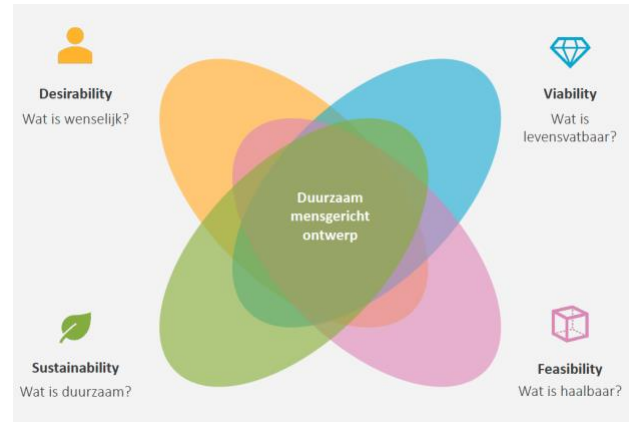 Desirability
Wat is wenselijk?
Viability
Wat is
levensvatbaar?
Duurzaam
mensgericht
ontwerp
Sustainability
Wat is duurzaam?
Feasibility
Wat is haalbaar?